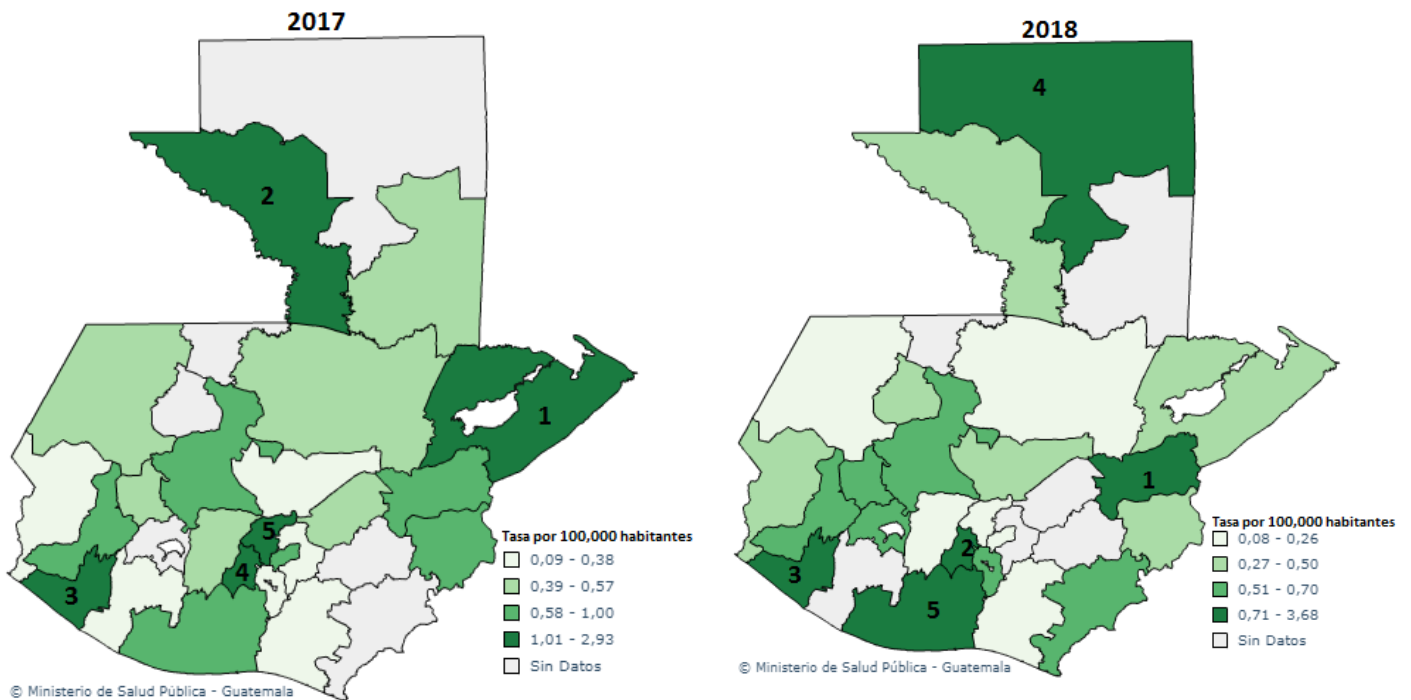 2017
2
1
5
4
3
Tasa por 100,000 habitantes
0,09 - 0,38
0,39 - 0,57
0,58 - 1,00
1,01 - 2,93
Sin Datos
© Ministerio de Salud Pública - Guatemala
2018
4
1
2
3
5
Tasa por 100,000 habitantes
0,08 - 0,26
0,27 - 0,50
0,51 - 0,70
0,71 - 3,68
Sin Datos
© Ministerio de Salud Pública - Guatemala